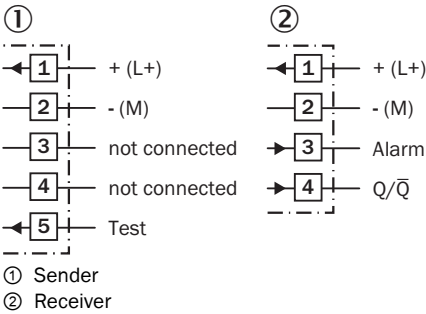 ① ②
1 + (L+) 1 + (L+)
2 - (M) 2 - (M)
3 not connected 3 Alarm
4 not connected 4 Q/Q̅
5 Test
① Sender
② Receiver